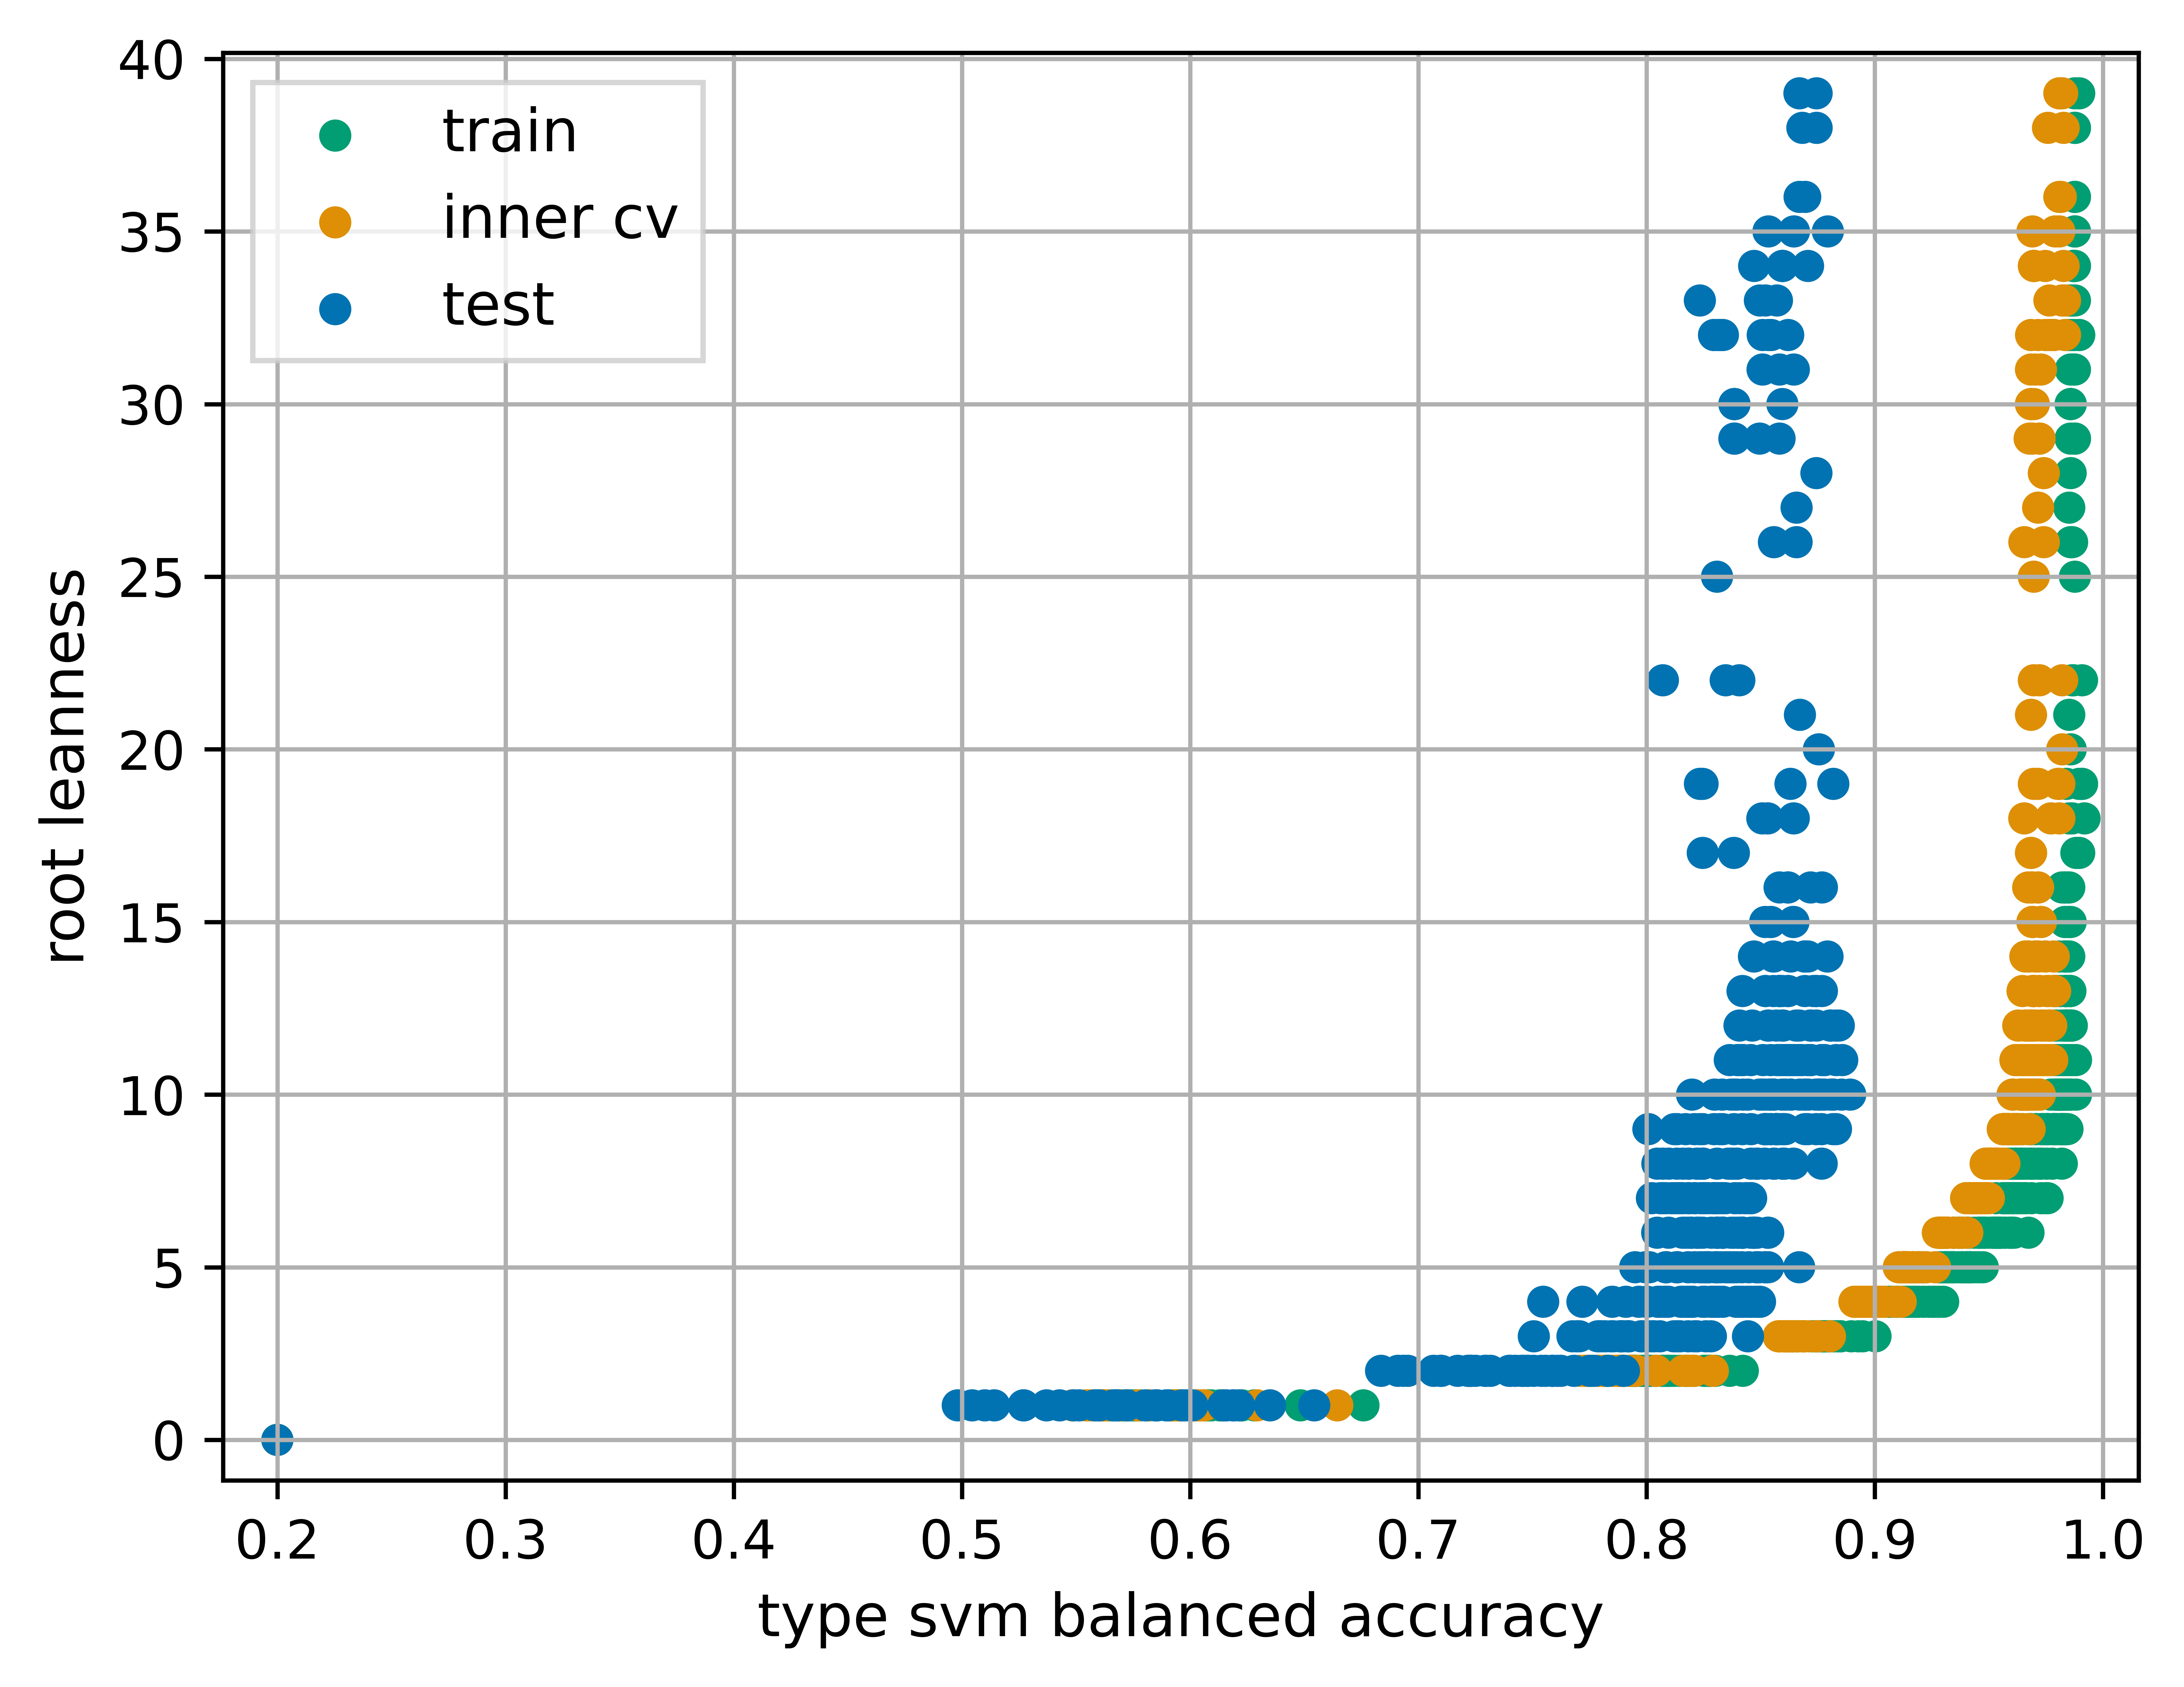 40
35
30
25
20
15
10
5
0
root leanness
train
inner cv
test
0.2 0.3 0.4 0.5 0.6 0.7 0.8 0.9 1.0
type svm balanced accuracy